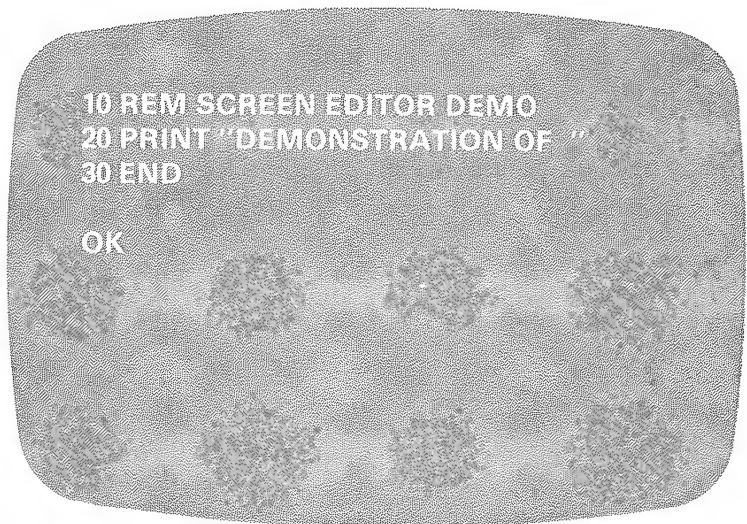 10 REM SCREEN EDITOR DEMO
20 PRINT "DEMONSTRATION OF  "
30 END
OK